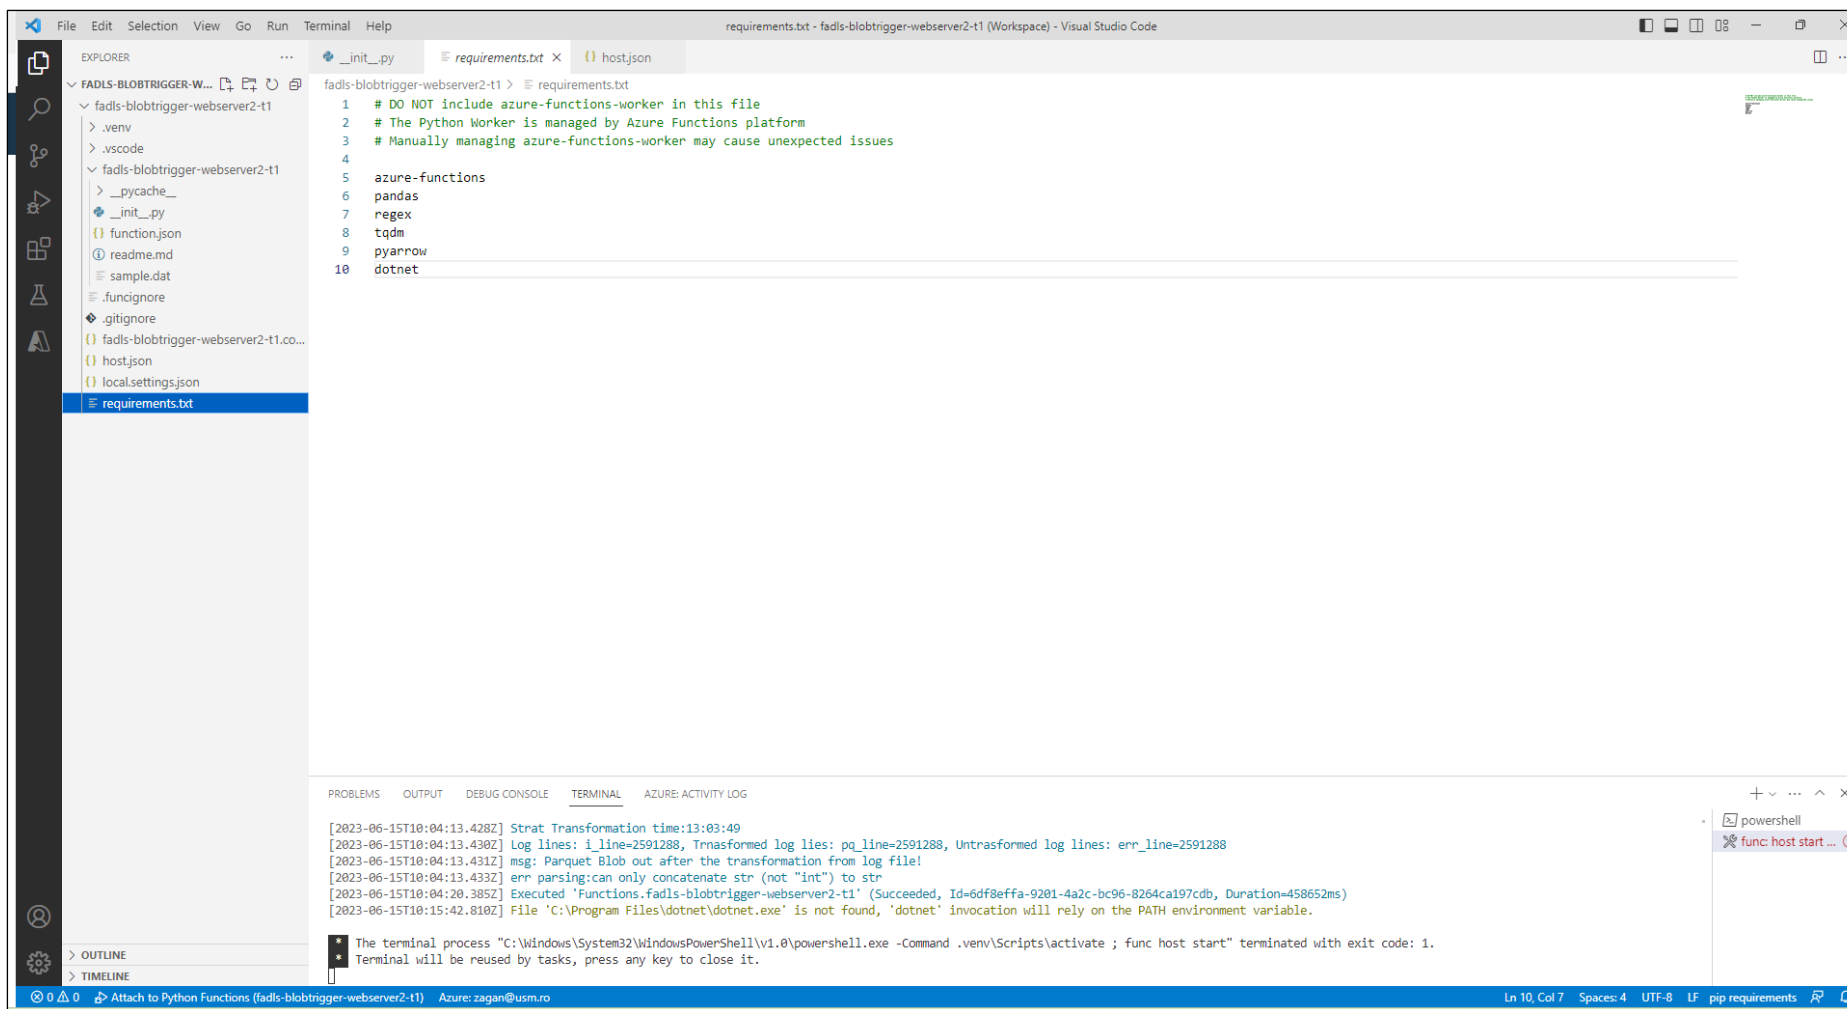 File Edit Selection View Go Run Terminal Help
requirements.txt - fadls-blobtrigger-webserver2-t1 (Workspace) - Visual Studio Code
EXPLORER ···
__init__.py requirements.txt host.json
FADLS-BLOBTRIGGER-W...
fadls-blobtrigger-webserver2-t1
.venv
.vscode
fadls-blobtrigger-webserver2-t1
__pycache__
__init__.py
function.json
readme.md
sample.dat
.funcignore
.gitignore
fadls-blobtrigger-webserver2-t1.co...
host.json
local.settings.json
requirements.txt
OUTLINE
TIMELINE
fadls-blobtrigger-webserver2-t1 > requirements.txt
1 # DO NOT include azure-functions-worker in this file
2 # The Python Worker is managed by Azure Functions platform
3 # Manually managing azure-functions-worker may cause unexpected issues
4
5 azure-functions
6 pandas
7 regex
8 tqdm
9 pyarrow
10 dotnet
PROBLEMS OUTPUT DEBUG CONSOLE TERMINAL AZURE: ACTIVITY LOG
[2023-06-15T10:04:13.428Z] Strat Transformation time:13:03:49
[2023-06-15T10:04:13.430Z] Log lines: i_line=2591288, Trnasformed log lies: pq_line=2591288, Untrasformed log lines: err_line=2591288
[2023-06-15T10:04:13.431Z] msg: Parquet Blob out after the transformation from log file!
[2023-06-15T10:04:13.433Z] err parsing:can only concatenate str (not "int") to str
[2023-06-15T10:04:20.385Z] Executed 'Functions.fadls-blobtrigger-webserver2-t1' (Succeeded, Id=6df8effa-9201-4a2c-bc96-8264ca197cdb, Duration=458652ms)
[2023-06-15T10:15:42.810Z] File 'C:\Program Files\dotnet\dotnet.exe' is not found, 'dotnet' invocation will rely on the PATH environment variable.
* The terminal process "C:\Windows\System32\WindowsPowerShell\v1.0\powershell.exe -Command .venv\Scripts\activate ; func host start" terminated with exit code: 1.
* Terminal will be reused by tasks, press any key to close it.
powershell
func: host start ...
0 0 Attach to Python Functions (fadls-blobtrigger-webserver2-t1) Azure: zagan@usm.ro
Ln 10, Col 7 Spaces: 4 UTF-8 LF pip requirements